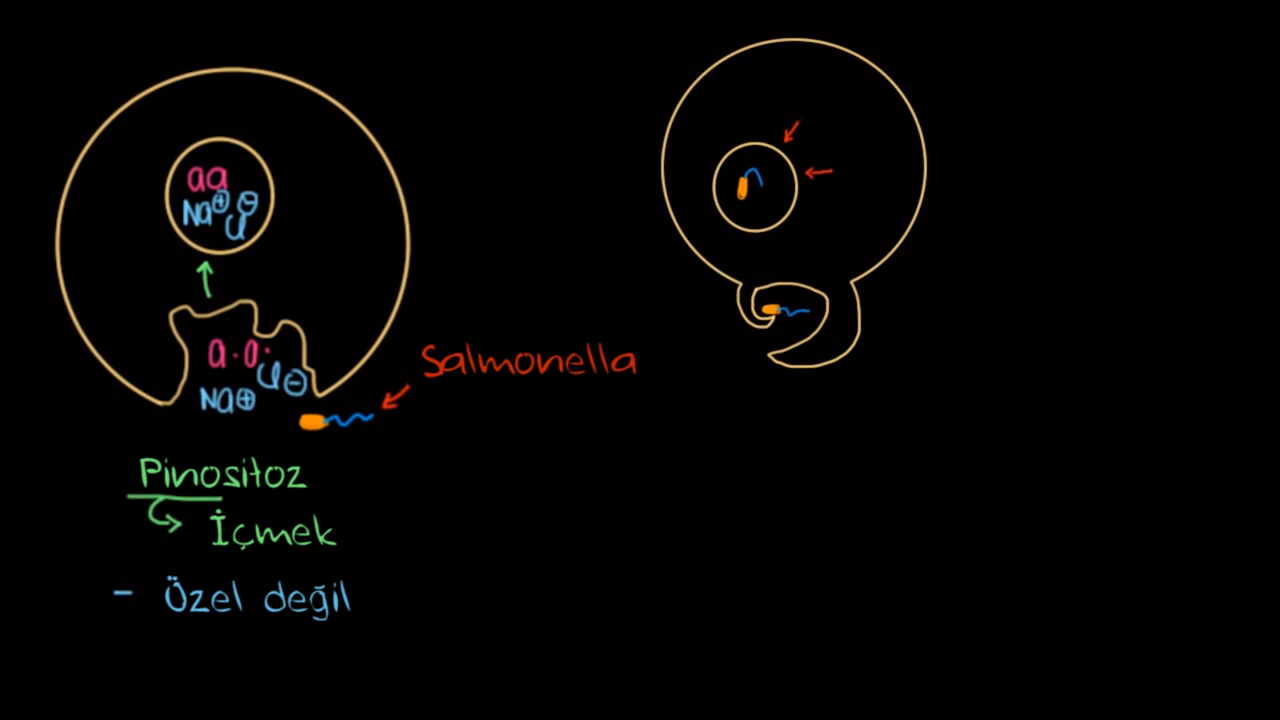 aa
Na⊕ Cl⊖
a.a.
Cl⊖
Na⊕
Salmonella
Pinositoz
İçmek
- Özel değil